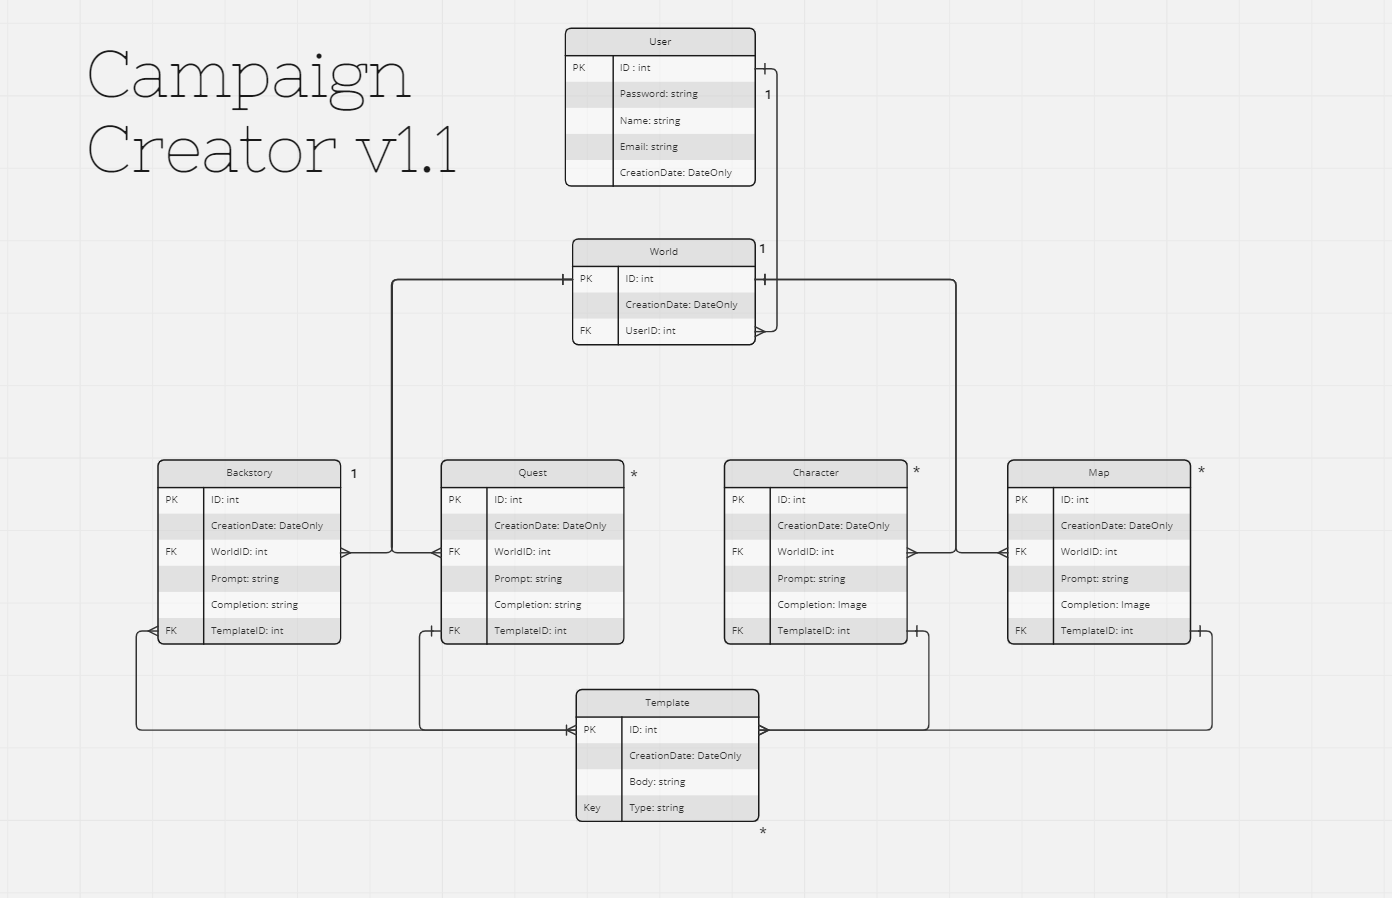 Campaign
Creator v1.1
User
PK ID : int
1
Password: string
Name: string
Email: string
CreationDate: DateOnly
1
World
PK ID: int
CreationDate: DateOnly
FK UserID: int
Backstory
1
PK ID: int
CreationDate: DateOnly
FK WorldID: int
Prompt: string
Completion: string
FK TemplateID: int
Quest
*
PK ID: int
CreationDate: DateOnly
FK WorldID: int
Prompt: string
Completion: string
FK TemplateID: int
Character
*
PK ID: int
CreationDate: DateOnly
FK WorldID: int
Prompt: string
Completion: Image
FK TemplateID: int
Map
*
PK ID: int
CreationDate: DateOnly
FK WorldID: int
Prompt: string
Completion: Image
FK TemplateID: int
Template
PK ID: int
CreationDate: DateOnly
Body: string
Key Type: string
*